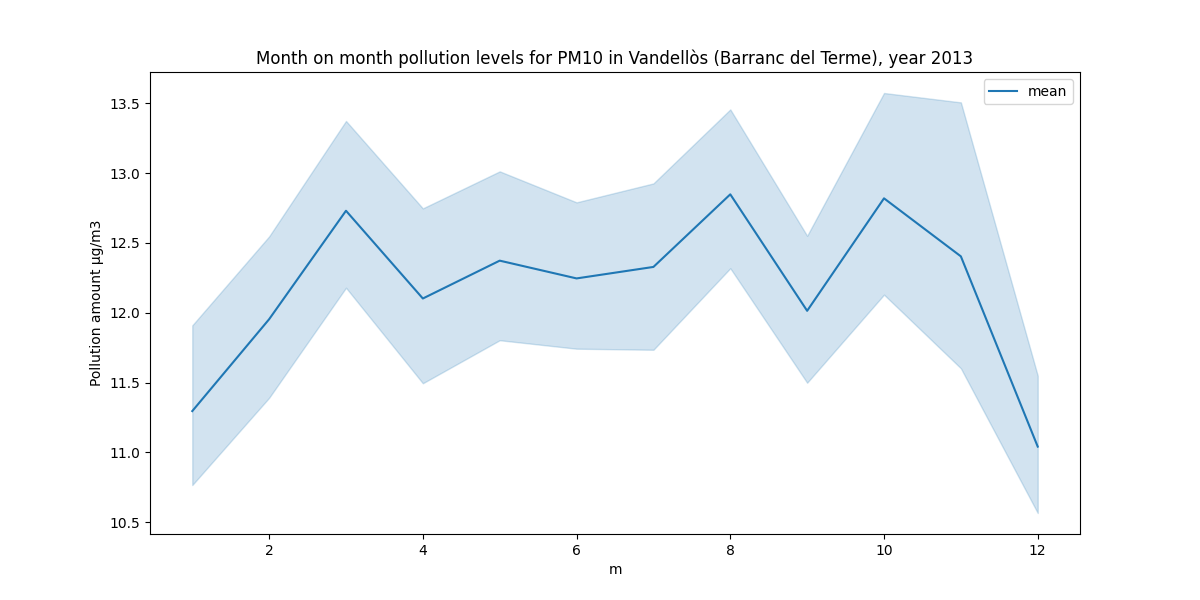 Month on month pollution levels for PM10 in Vandellòs (Barranc del Terme), year 2013
mean
Pollution amount µg/m3
13.5
13.0
12.5
12.0
11.5
11.0
10.5
2 4 6 8 10 12
m